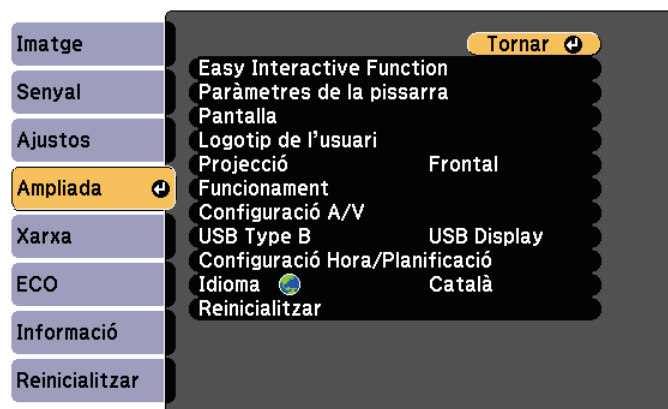 Imatge
Senyal
Ajustos
Ampliada
Xarxa
ECO
Informació
Reinicialitzar
Tornar
Easy Interactive Function
Paràmetres de la pissarra
Pantalla
Logotip de l'usuari
Projecció Frontal
Funcionament
Configuració A/V
USB Type B USB Display
Configuració Hora/Planificació
Idioma Català
Reinicialitzar